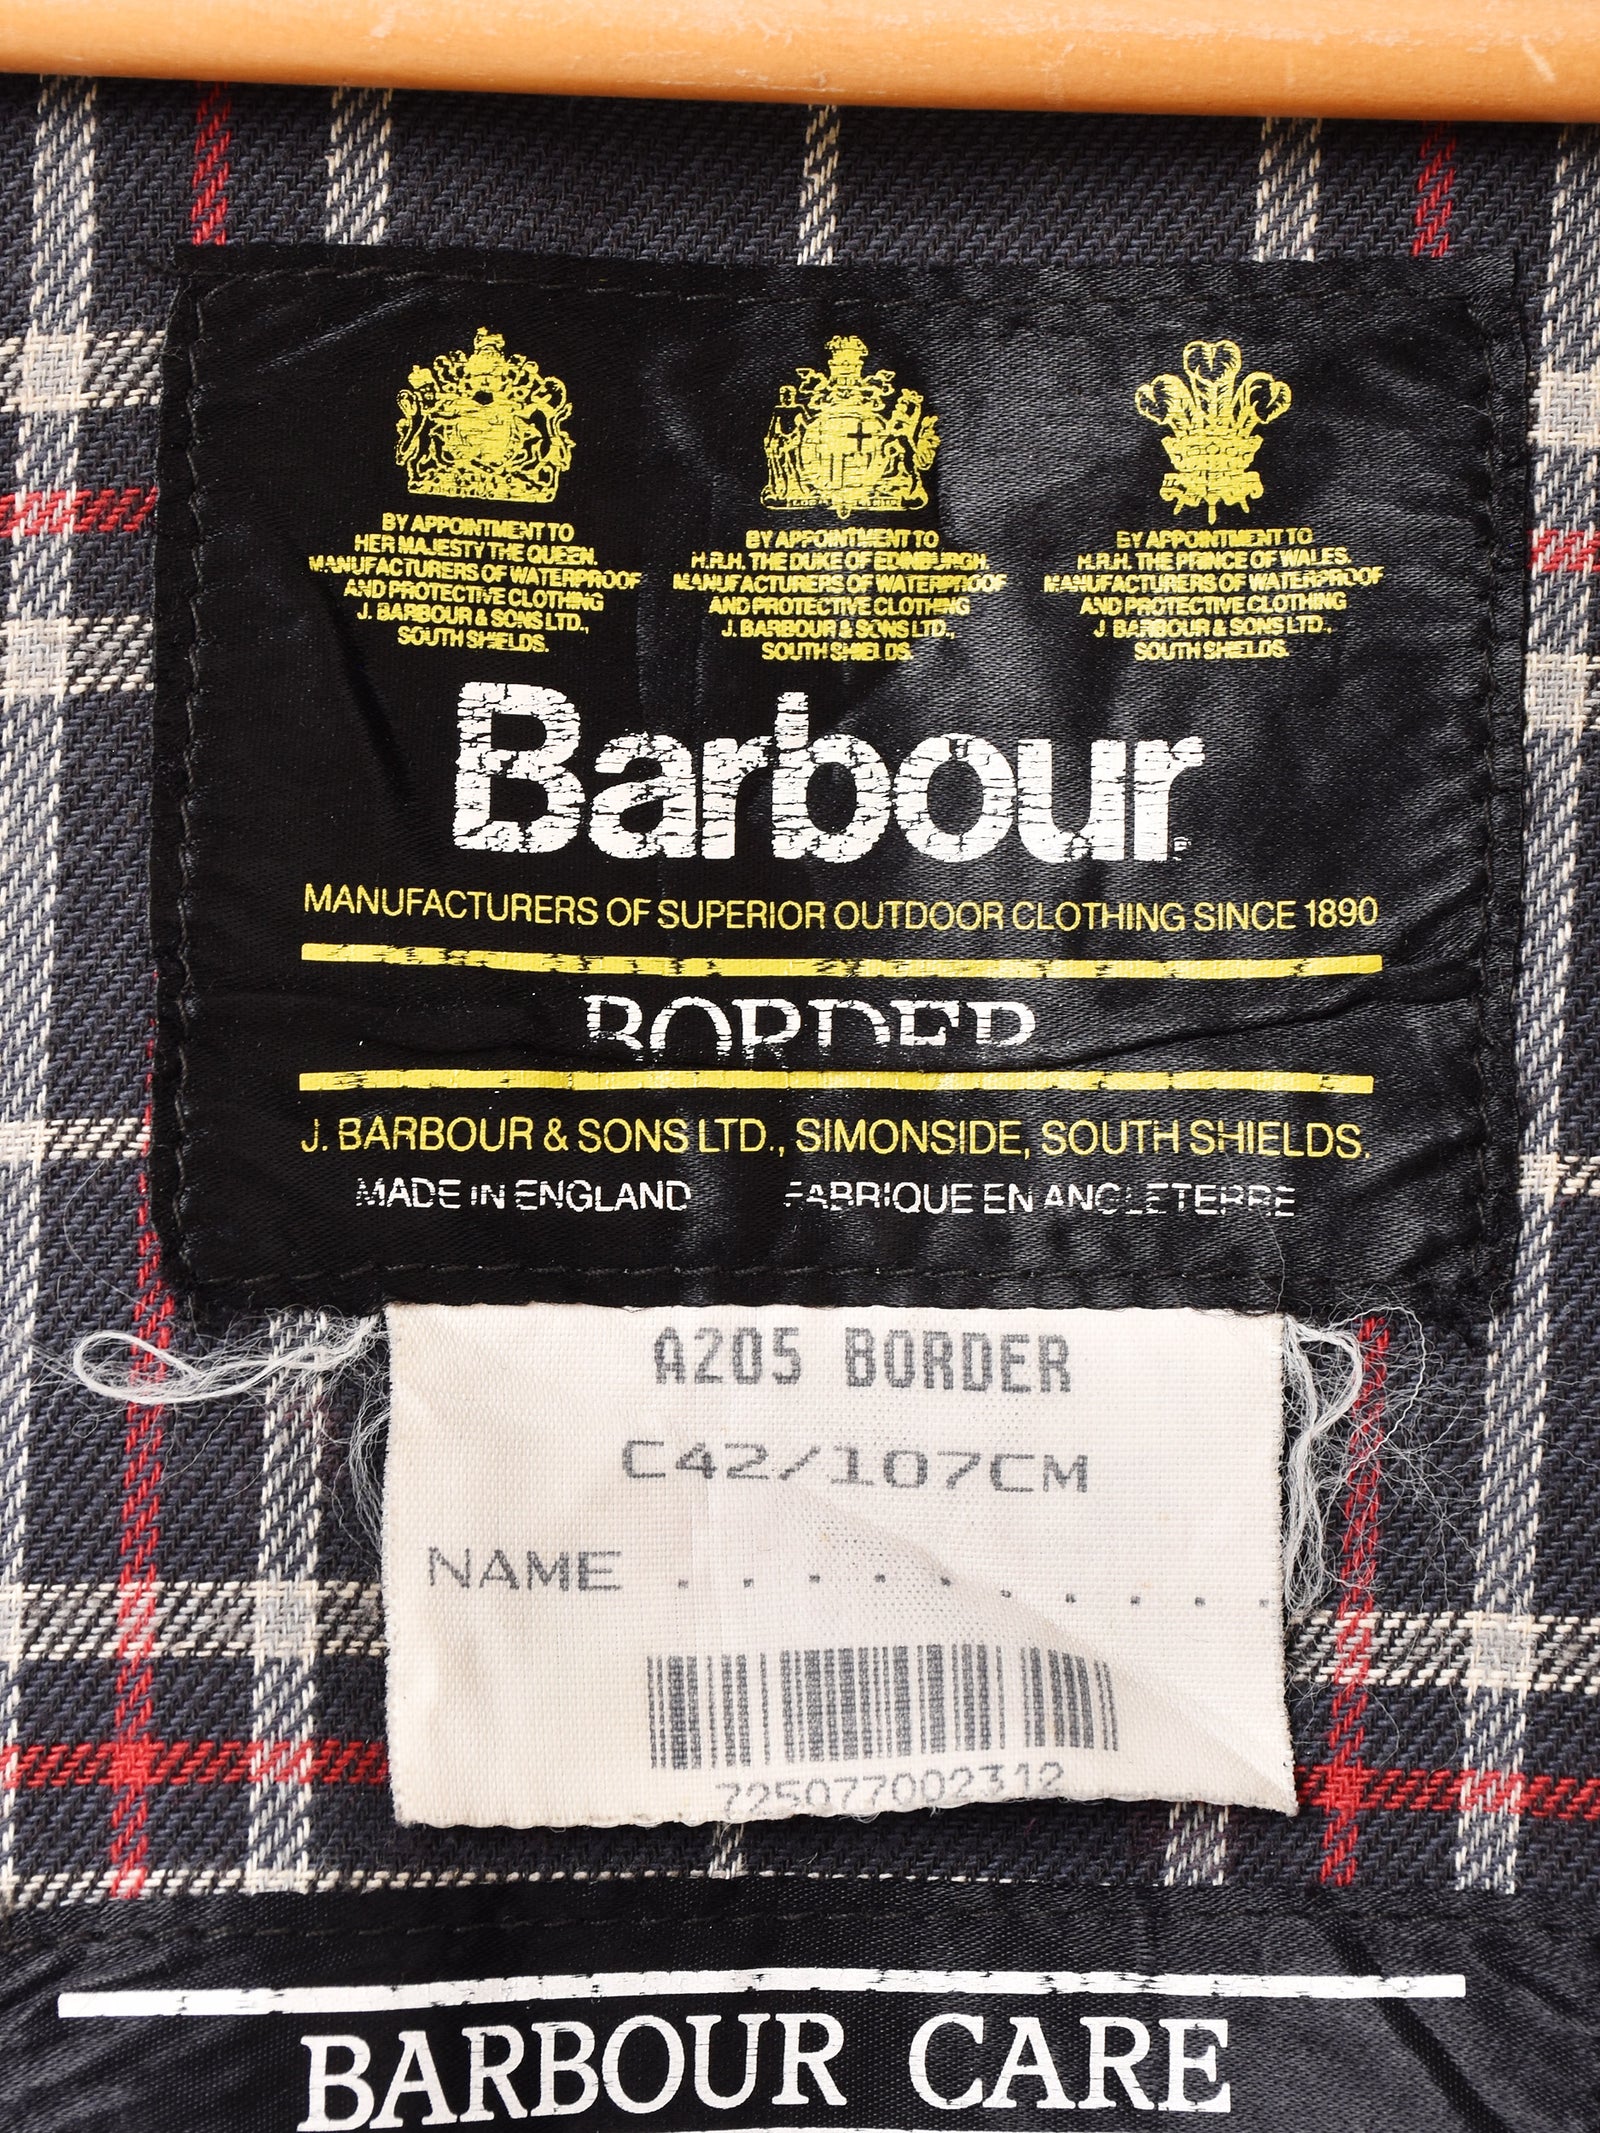 BY APPOINTMENT TO
HER MAJESTY THE QUEEN.
MANUFACTURERS OF WATERPROOF
AND PROTECTIVE CLOTHING
J. BARBOUR & SONS LTD.,
SOUTH SHIELDS.
BY APPOINTMENT TO
H.R.H. THE DUKE OF EDINBURGH.
MANUFACTURERS OF WATERPROOF
AND PROTECTIVE CLOTHING
J. BARBOUR & SONS LTD.,
SOUTH SHIELDS.
BY APPOINTMENT TO
H.R.H. THE PRINCE OF WALES.
MANUFACTURERS OF WATERPROOF
AND PROTECTIVE CLOTHING
J. BARBOUR & SONS LTD.,
SOUTH SHIELDS.
Barbour
MANUFACTURERS OF SUPERIOR OUTDOOR CLOTHING SINCE 1890
BORDER
J. BARBOUR & SONS LTD., SIMONSIDE, SOUTH SHIELDS.
MADE IN ENGLAND FABRIQUE EN ANGLETERRE
A205 BORDER
C42/107CM
NAME . . . . . . . . . .
725077002312
BARBOUR CARE